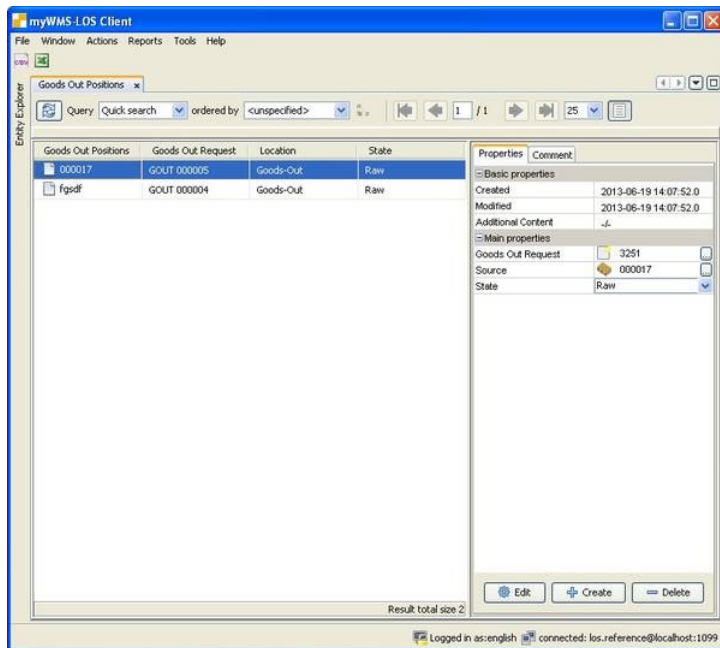 myWMS-LOS Client
File Window Actions Reports Tools Help
CSV
Goods Out Positions x
Query Quick search ordered by <unspecified> 1 / 1 25
Entity Explorer
Goods Out Positions Goods Out Request Location State
000017 GOUT 000005 Goods-Out Raw
fgsdf GOUT 000004 Goods-Out Raw
Result total size 2
Properties Comment
Basic properties
Created 2013-06-19 14:07:52.0
Modified 2013-06-19 14:07:52.0
Additional Content -/-
Main properties
Goods Out Request 3251 ...
Source 000017 ...
State Raw
Edit Create Delete
Logged in as:english connected: los.reference@localhost:1099